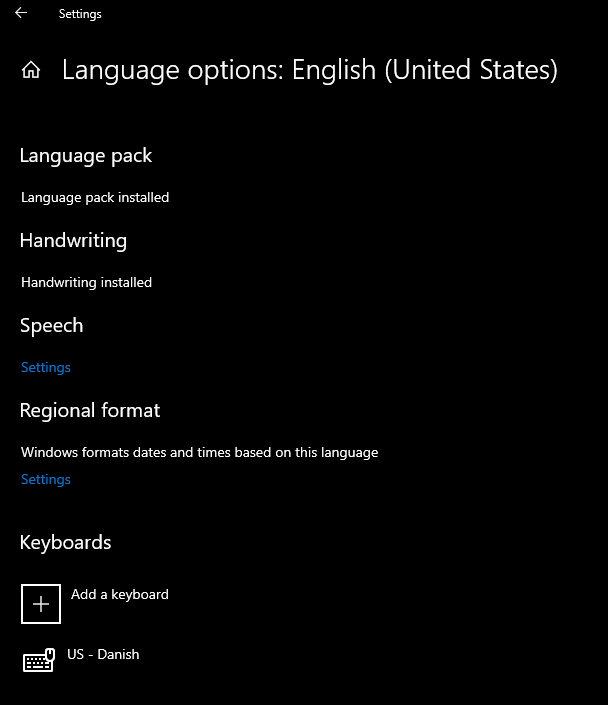 Settings
Language options: English (United States)
Language pack
Language pack installed
Handwriting
Handwriting installed
Speech
Settings
Regional format
Windows formats dates and times based on this language
Settings
Keyboards
Add a keyboard
US - Danish